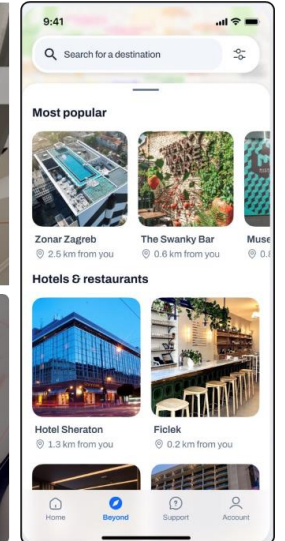 9:41
Search for a destination
Most popular
Zonar Zagreb
2.5 km from you
The Swanky Bar
0.6 km from you
Muse
0.
Hotels & restaurants
Hotel Sheraton
1.3 km from you
Ficlek
0.2 km from you
Home
Beyond
Support
Account